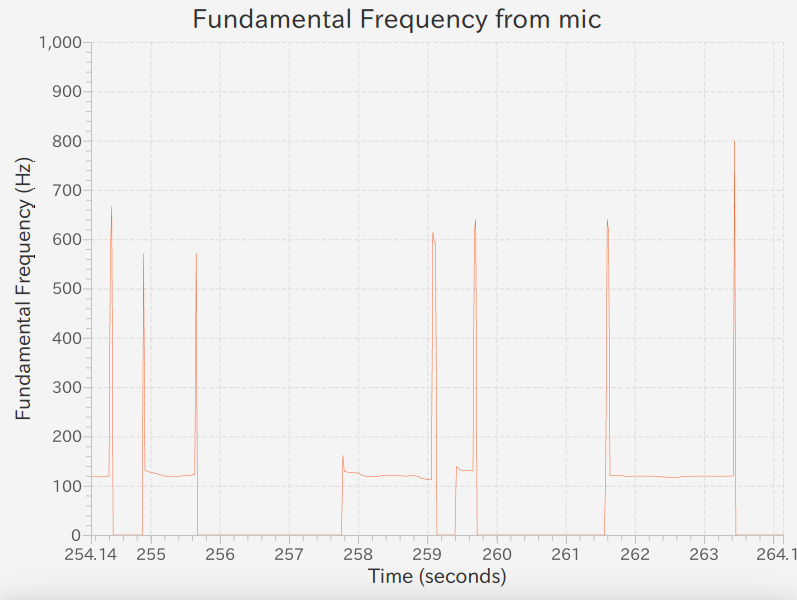 Fundamental Frequency from mic
Fundamental Frequency (Hz)
1,000
900
800
700
600
500
400
300
200
100
0
254.14 255 256 257 258 259 260 261 262 263 264.1
Time (seconds)